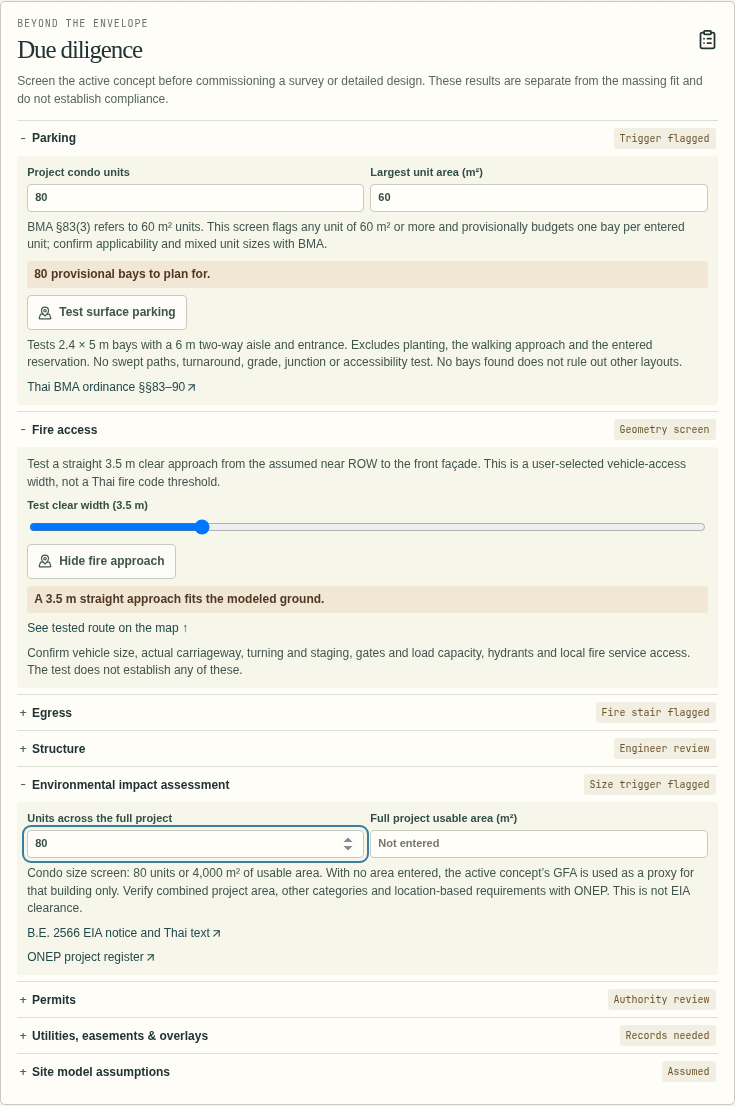 BEYOND THE ENVELOPE
Due diligence
Screen the active concept before commissioning a survey or detailed design. These results are separate from the massing fit and
do not establish compliance.
− Parking
Trigger flagged
Project condo units
Largest unit area (m²)
80
60
BMA §83(3) refers to 60 m² units. This screen flags any unit of 60 m² or more and provisionally budgets one bay per entered
unit; confirm applicability and mixed unit sizes with BMA.
80 provisional bays to plan for.
Test surface parking
Tests 2.4 × 5 m bays with a 6 m two-way aisle and entrance. Excludes planting, the walking approach and the entered
reservation. No swept paths, turnaround, grade, junction or accessibility test. No bays found does not rule out other layouts.
Thai BMA ordinance §§83–90
− Fire access
Geometry screen
Test a straight 3.5 m clear approach from the assumed near ROW to the front façade. This is a user-selected vehicle-access
width, not a Thai fire code threshold.
Test clear width (3.5 m)
Hide fire approach
A 3.5 m straight approach fits the modeled ground.
See tested route on the map ↑
Confirm vehicle size, actual carriageway, turning and staging, gates and load capacity, hydrants and local fire service access.
The test does not establish any of these.
+ Egress
Fire stair flagged
+ Structure
Engineer review
− Environmental impact assessment
Size trigger flagged
Units across the full project
Full project usable area (m²)
80
Not entered
Condo size screen: 80 units or 4,000 m² of usable area. With no area entered, the active concept's GFA is used as a proxy for
that building only. Verify combined project area, other categories and location-based requirements with ONEP. This is not EIA
clearance.
B.E. 2566 EIA notice and Thai text
ONEP project register
+ Permits
Authority review
+ Utilities, easements & overlays
Records needed
+ Site model assumptions
Assumed